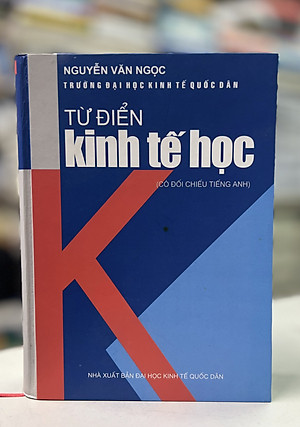 NGUYỄN VĂN NGỌC
TRƯỜNG ĐẠI HỌC KINH TẾ QUỐC DÂN
TỪ ĐIỂN
kinh tế học
(CÓ ĐỐI CHIẾU TIẾNG ANH)
K
NHÀ XUẤT BẢN ĐẠI HỌC KINH TẾ QUỐC DÂN